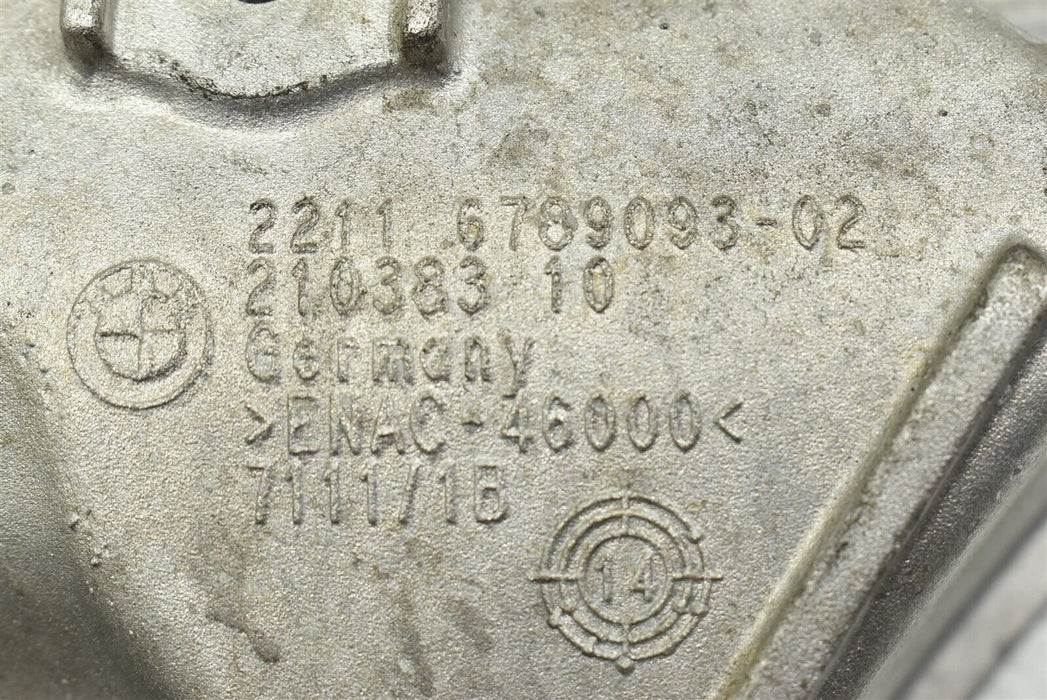 2211 6789093-02
210383 10
Germany
>ENAC-46000<
7111/1B
14